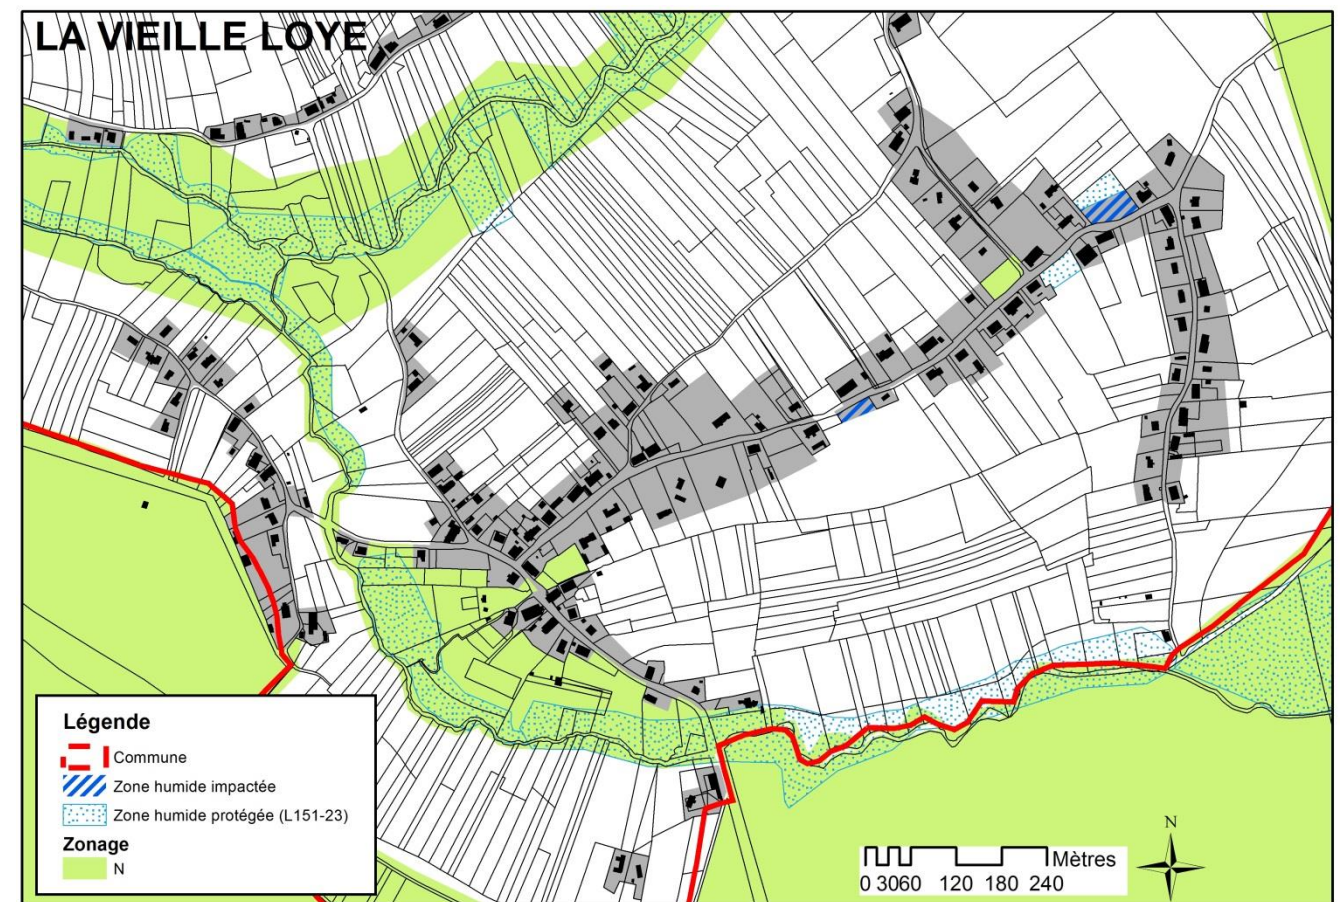 LA VIEILLE LOYE
Légende
Commune
Zone humide impactée
Zone humide protégée (L151-23)
Zonage
N
Mètres
0 3060 120 180 240
N